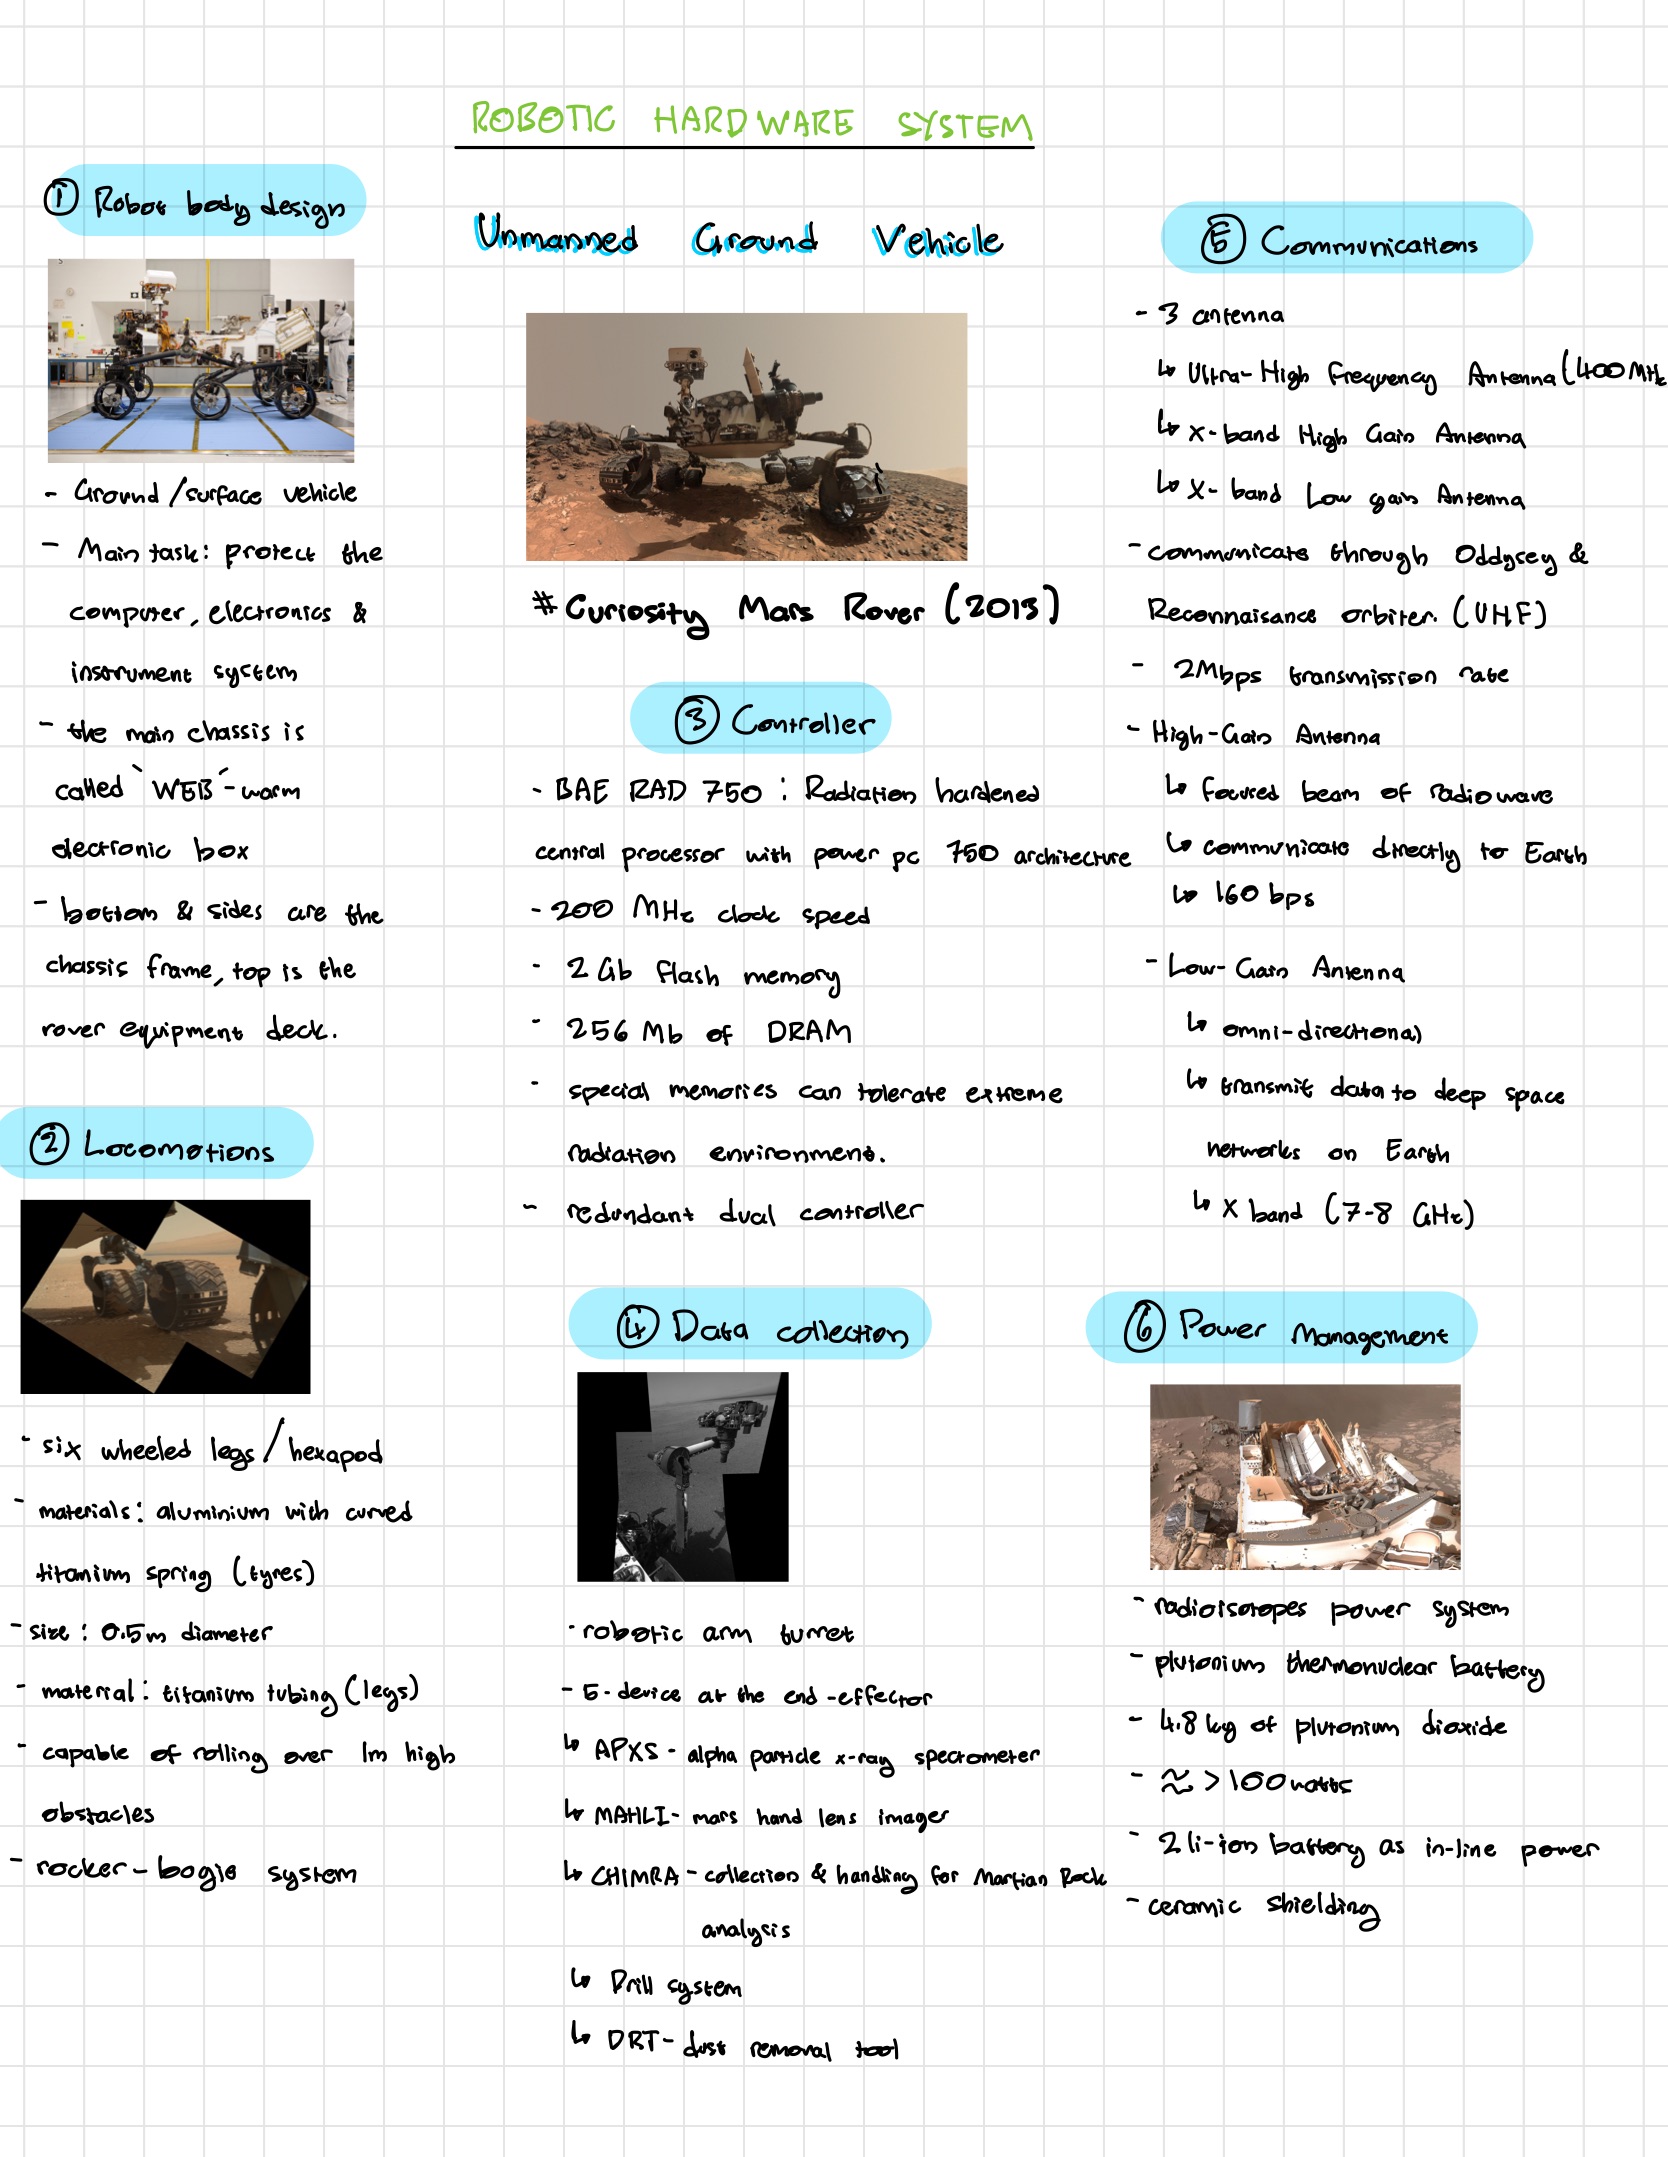 ROBOTIC HARDWARE SYSTEM
Unmanned Ground Vehicle
# Curiosity Mars Rover (2013)
① Robot body design
- Ground/surface vehicle
- Main task: protect the
computer, electronics &
instrument system
- the main chassis is
called `WEB´-warm
electronic box
- bottom & sides are the
chassis frame, top is the
rover equipment deck.
② Locomotions
- six wheeled legs / hexapod
- materials: aluminium with curved
titanium spring (tyres)
- size: 0.5m diameter
- material: titanium tubing (legs)
- capable of rolling over 1m high
obstacles
- rocker-bogie system
③ Controller
- BAE RAD 750 : Radiation hardened
central processor with power pc 750 architecture
- 200 MHz clock speed
- 2 Gb flash memory
- 256 Mb of DRAM
- special memories can tolerate extreme
radiation environment.
- redundant dual controller
④ Data collection
- robotic arm turret
- 5-device at the end-effector
↳ APXS - alpha particle x-ray spectrometer
↳ MAHLI- mars hand lens imager
↳ CHIMRA - collection & handling for Martian Rock
analysis
↳ Drill system
↳ DRT- dust removal tool
⑤ Communications
- 3 antenna
↳ Ultra-High Frequency Antenna (400 MHz
↳ X-band High Gain Antenna
↳ X-band Low gain Antenna
- communicate through Oddysey &
Reconnaisance orbiter. (UHF)
- 2Mbps transmission rate
- High-Gain Antenna
↳ focused beam of radiowave
↳ communicate directly to Earth
↳ 160 bps
- Low-Gain Antenna
↳ omni-directional
↳ transmit data to deep space
networks on Earth
↳ X band (7-8 GHz)
⑥ Power Management
- radioisotopes power system
- plutonium thermonuclear battery
- 4.8 kg of plutonium dioxide
- ≈ >100watts
- 2 li-ion battery as in-line power
- ceramic shielding